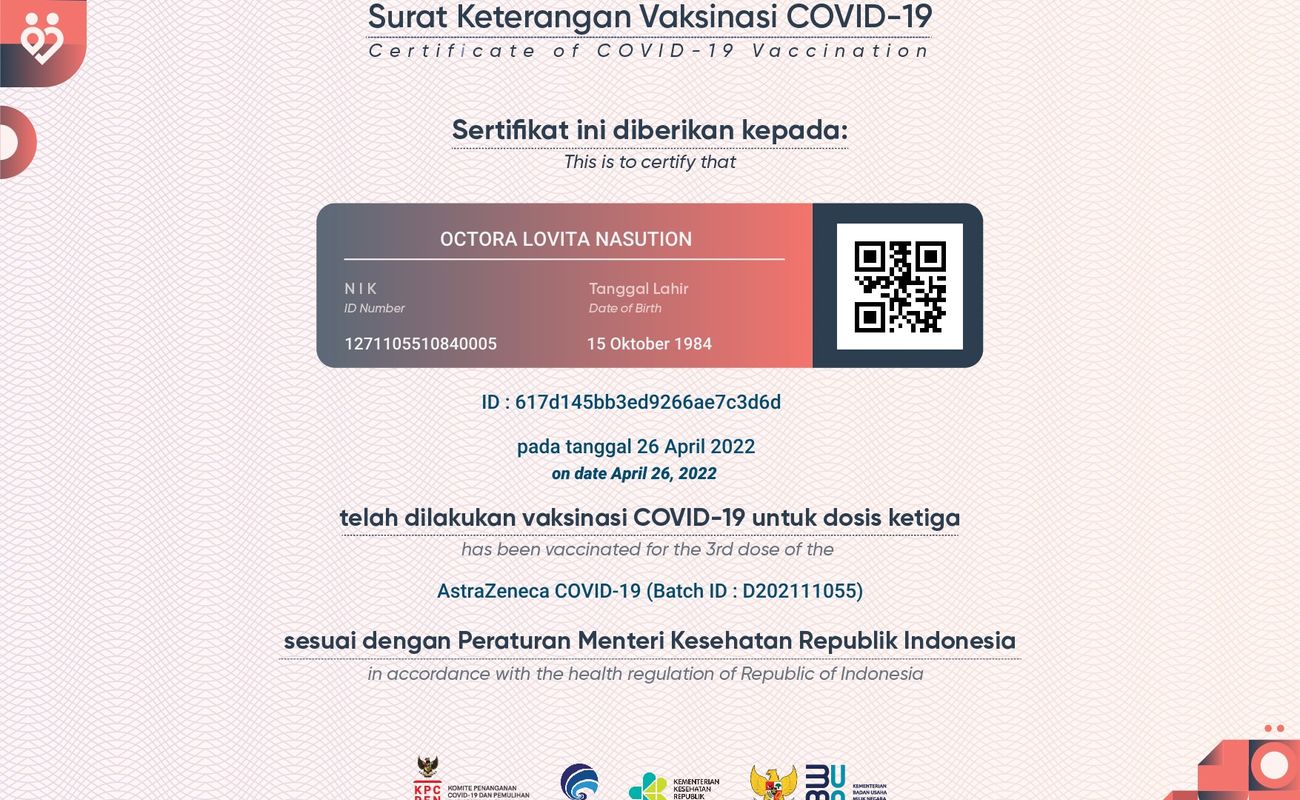 Surat Keterangan Vaksinasi COVID-19
Certificate of COVID-19 Vaccination
Sertifikat ini diberikan kepada:
This is to certify that
OCTORA LOVITA NASUTION
NIK
ID Number
1271105510840005
Tanggal Lahir
Date of Birth
15 Oktober 1984
ID : 617d145bb3ed9266ae7c3d6d
pada tanggal 26 April 2022
on date April 26, 2022
telah dilakukan vaksinasi COVID-19 untuk dosis ketiga
has been vaccinated for the 3rd dose of the
AstraZeneca COVID-19 (Batch ID : D202111055)
sesuai dengan Peraturan Menteri Kesehatan Republik Indonesia
in accordance with the health regulation of Republic of Indonesia
KPC
KOMITE PENANGANAN
COVID-19 DAN PEMULIHAN
KEMENTERIAN
KESEHATAN
REPUBLIK
KEMENTERIAN
BADAN USAHA